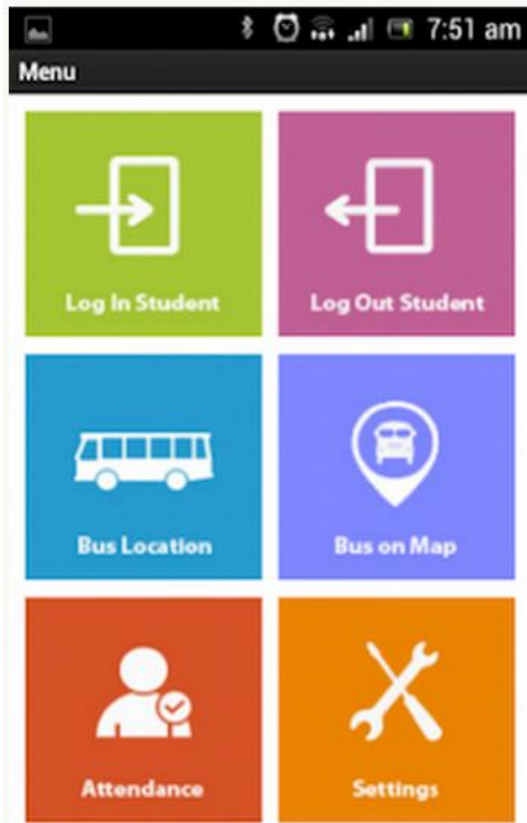 7:51 am
Menu
Log In Student
Log Out Student
Bus Location
Bus on Map
Attendance
Settings